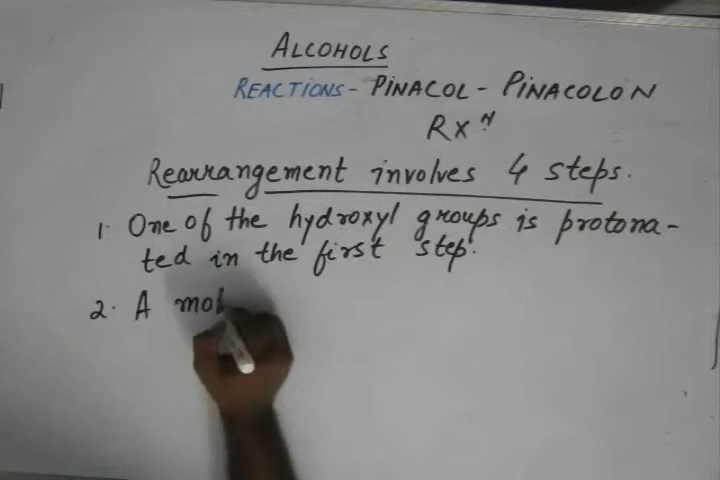 ALCOHOLS
REACTIONS - PINACOL - PINACOLON
RXN
Rearrangement involves 4 steps.
1. One of the hydroxyl groups is protona-
ted in the first step.
2. A mol